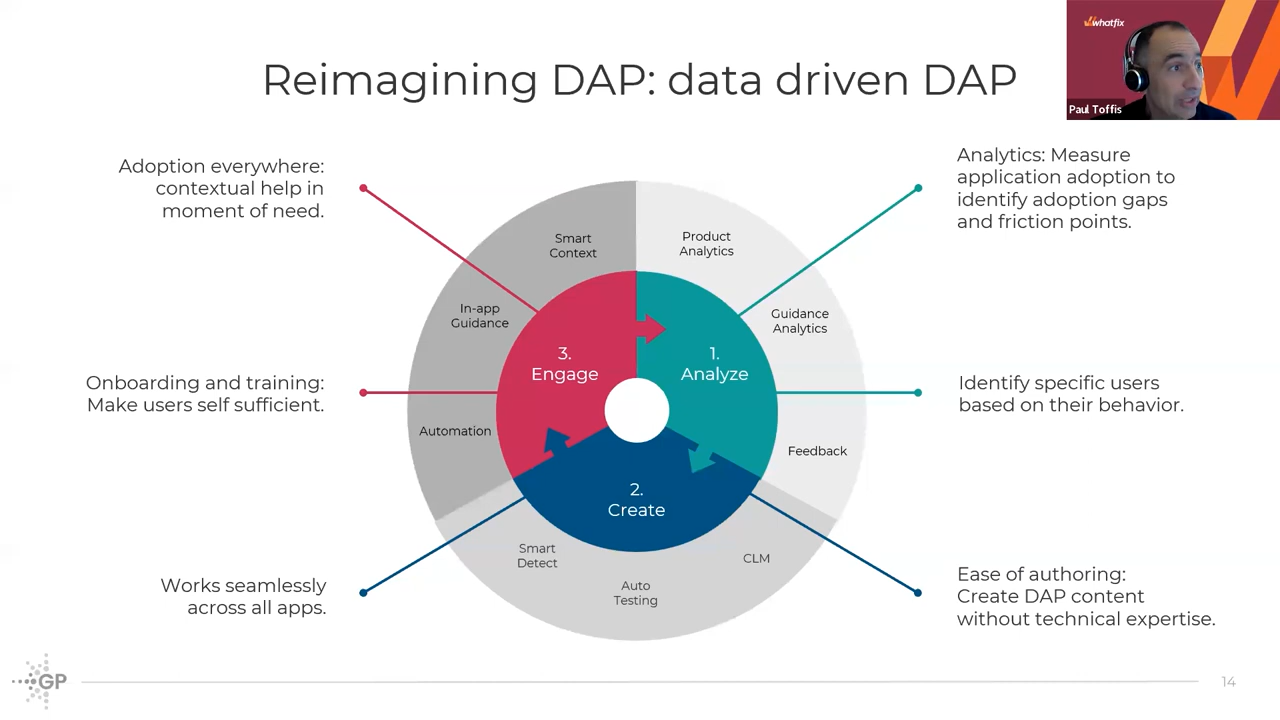 whatfix
Paul Toffis
Reimagining DAP: data driven DAP
Adoption everywhere:
contextual help in
moment of need.
Onboarding and training:
Make users self sufficient.
Works seamlessly
across all apps.
Smart
Context
In-app
Guidance
Automation
Product
Analytics
Guidance
Analytics
Feedback
3.
Engage
1.
Analyze
2.
Create
Smart
Detect
Auto
Testing
CLM
Analytics: Measure
application adoption to
identify adoption gaps
and friction points.
Identify specific users
based on their behavior.
Ease of authoring:
Create DAP content
without technical expertise.
GP
14